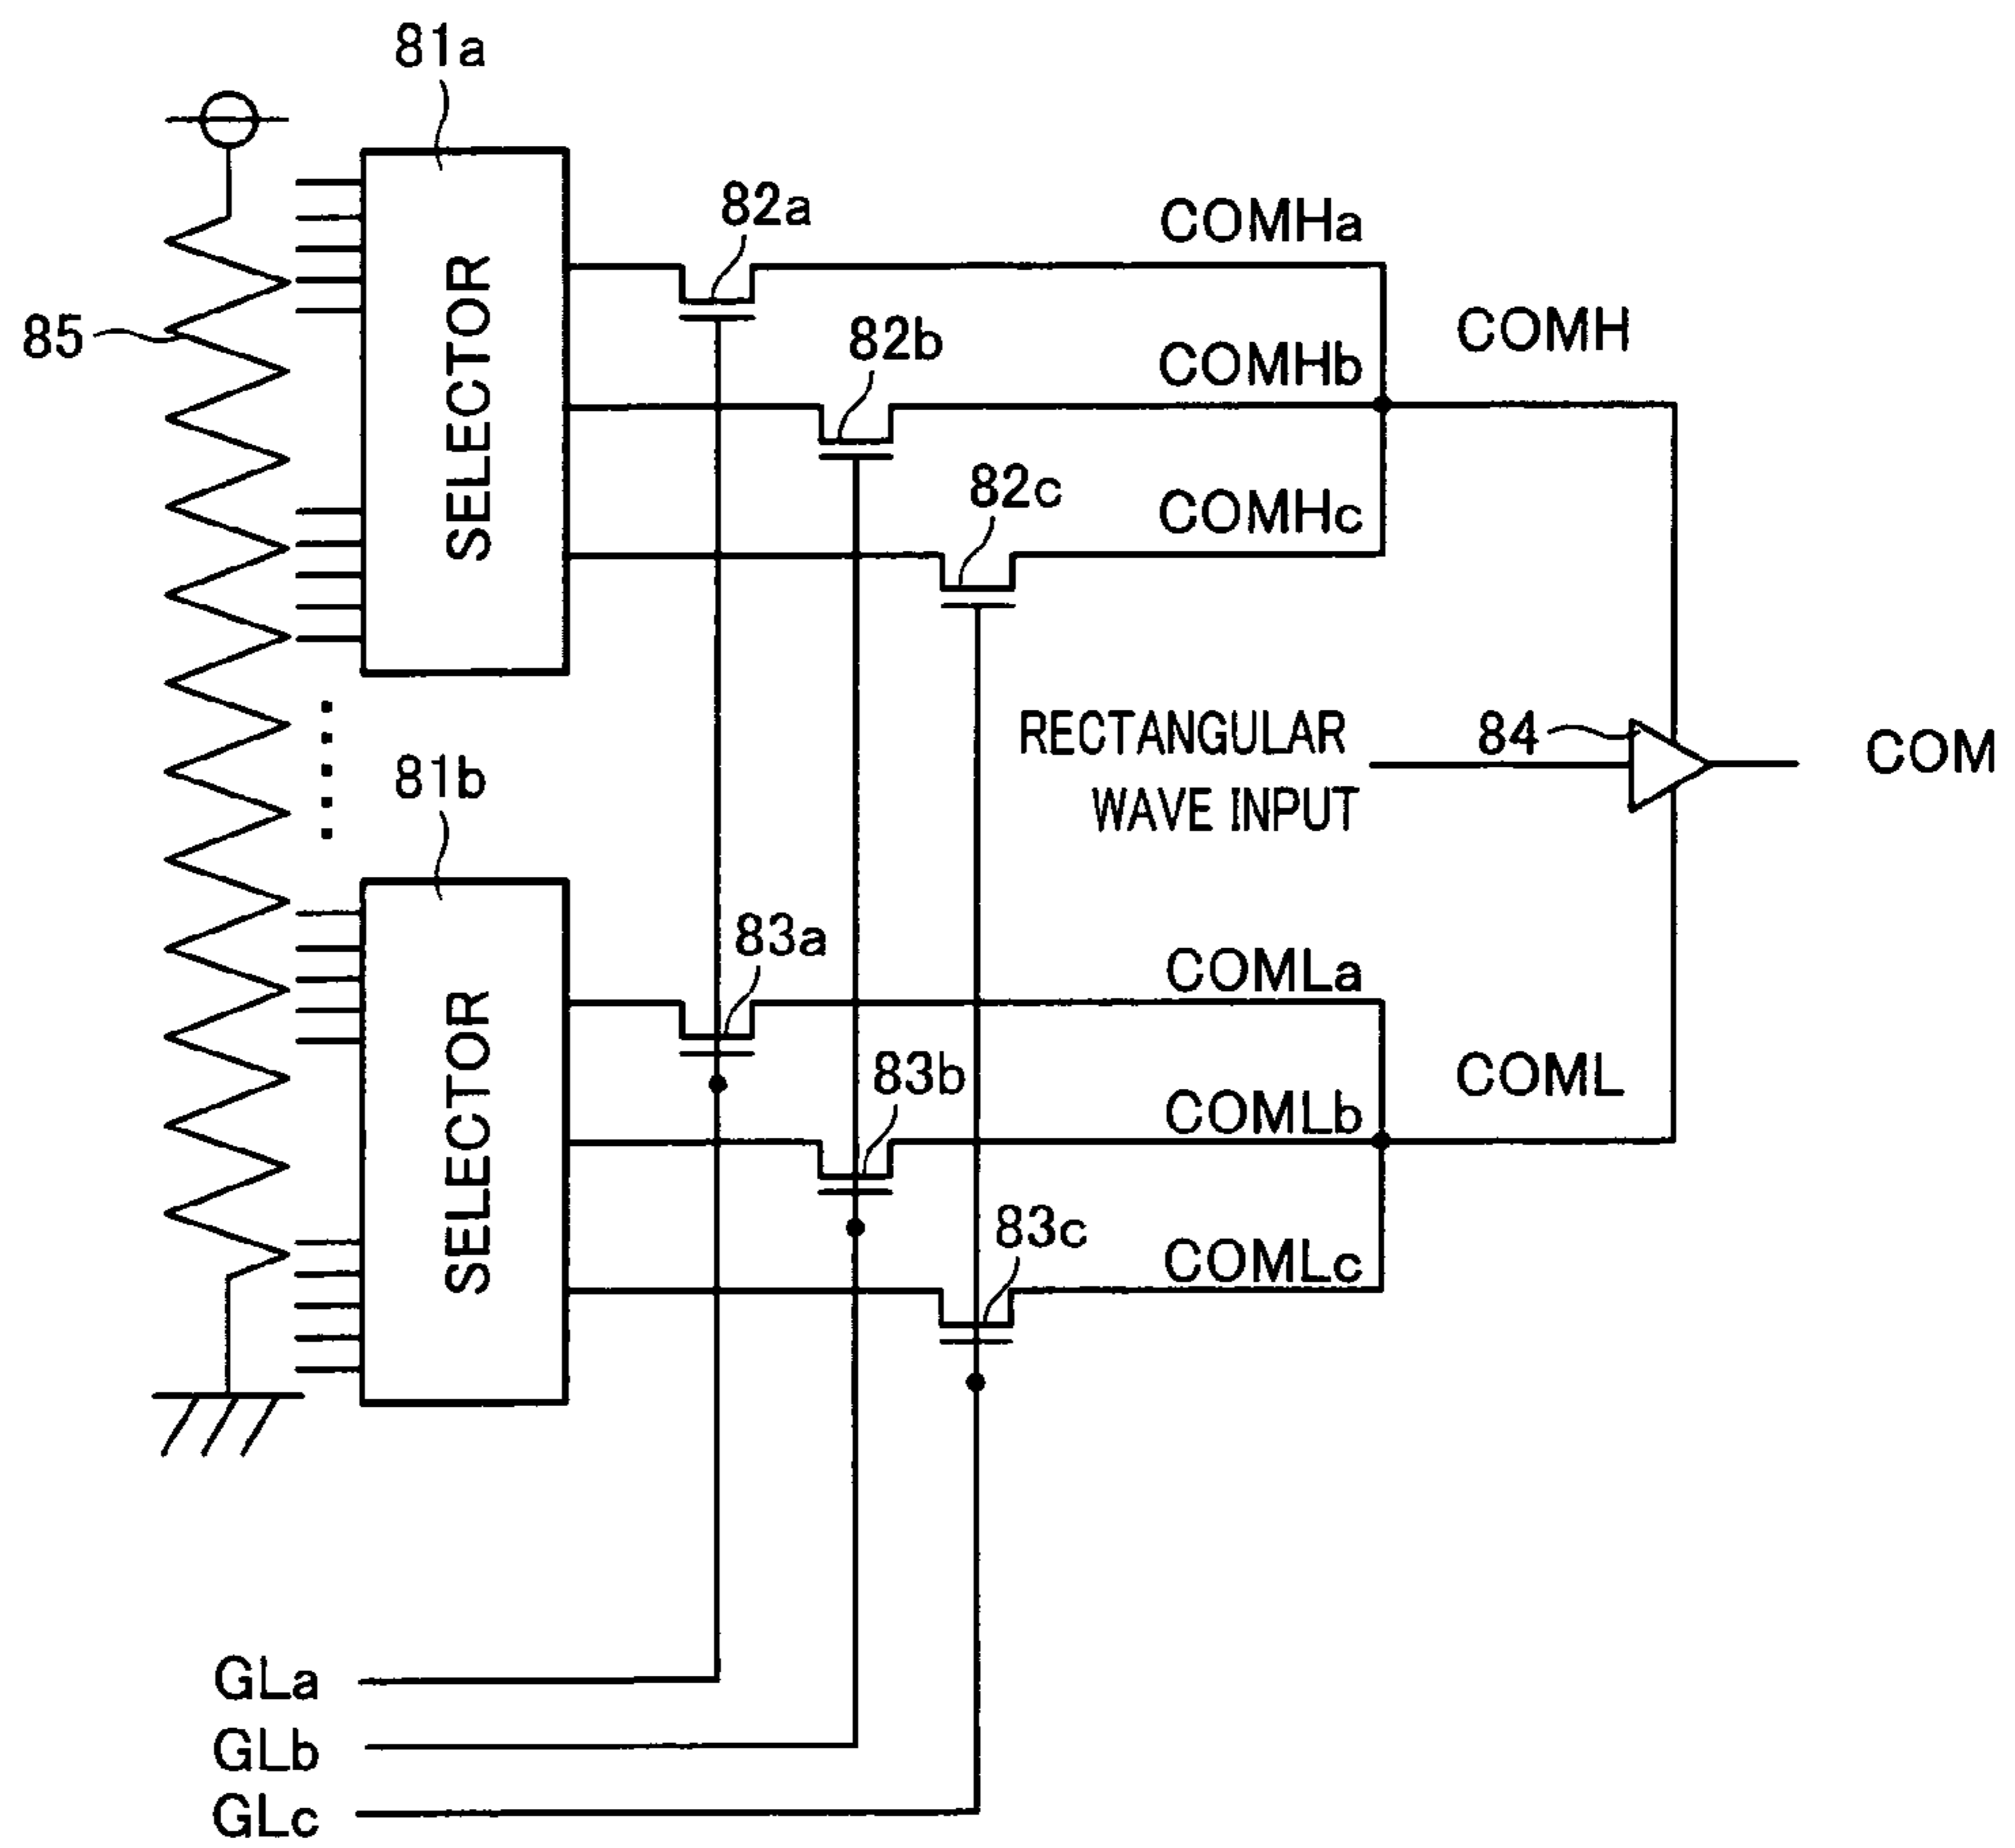 81a
82a
COMHa
85
SELECTOR
82b
COMHb
COMH
82c
COMHc
RECTANGULAR
WAVE INPUT
84
COM
81b
83a
COMLa
SELECTOR
83b
COMLb
COML
83c
COMLc
GLa
GLb
GLc